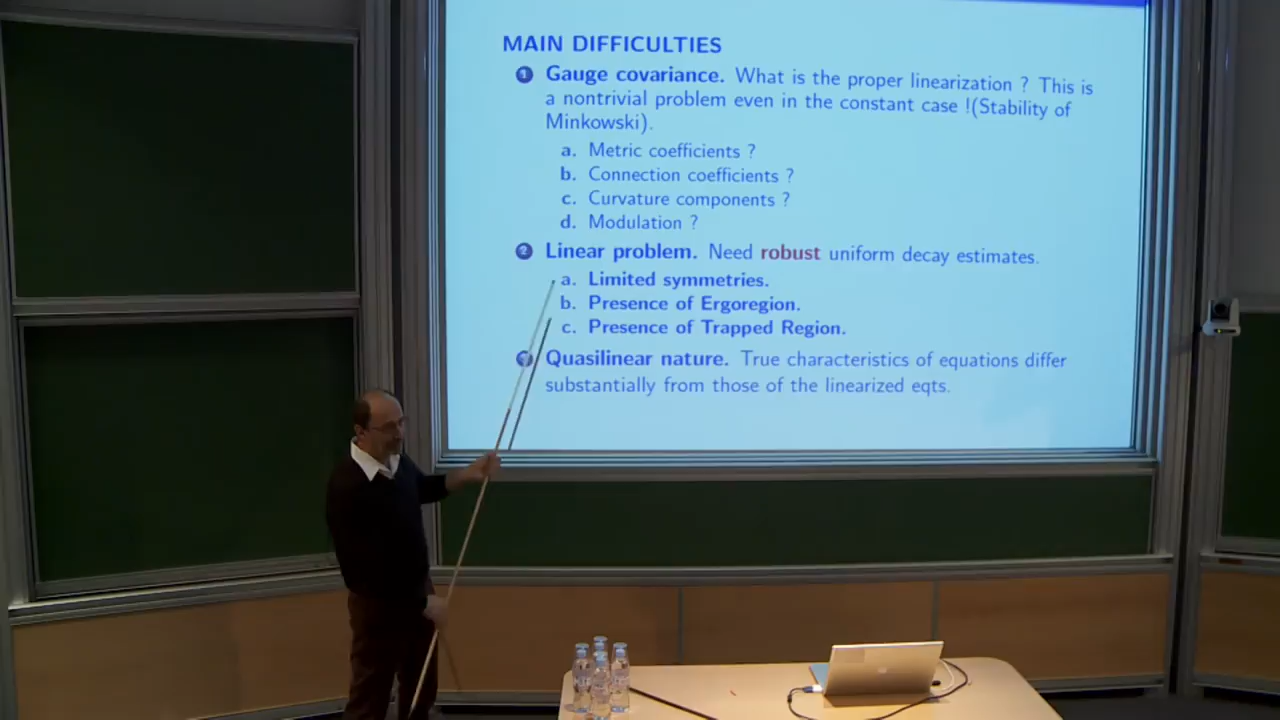 MAIN DIFFICULTIES
1 Gauge covariance. What is the proper linearization ? This is
a nontrivial problem even in the constant case !(Stability of
Minkowski).
a. Metric coefficients ?
b. Connection coefficients ?
c. Curvature components ?
d. Modulation ?
2 Linear problem. Need robust uniform decay estimates.
a. Limited symmetries.
b. Presence of Ergoregion.
c. Presence of Trapped Region.
Quasilinear nature. True characteristics of equations differ
substantially from those of the linearized eqts.